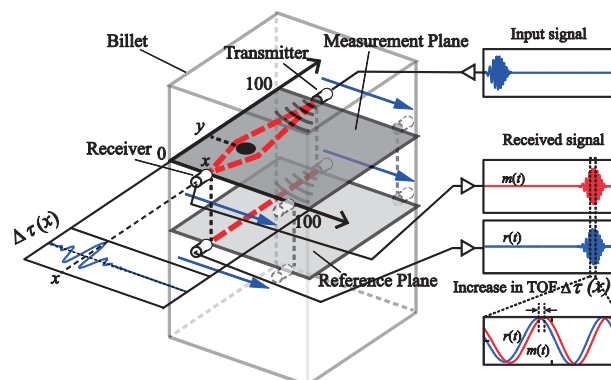 Billet
Transmitter
Measurement Plane
Input signal
100
y
Receiver
x
0
Received signal
m(t)
r(t)
100
Δτ(x)
x
Reference Plane
Increase in TOF Δτ(x)
r(t)
m(t)